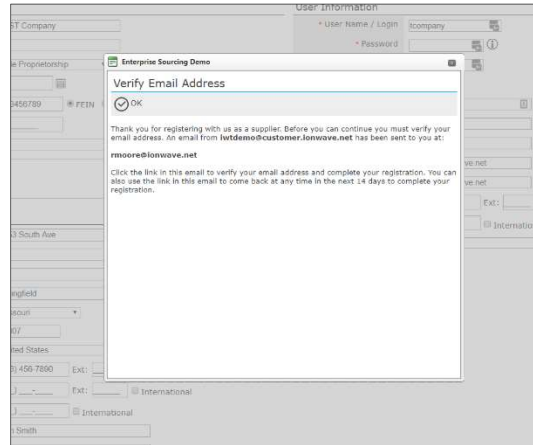 User Information
ST Company
* User Name / Login
tcompany
* Password
Enterprise Sourcing Demo
Verify Email Address
OK
Thank you for registering with us as a supplier. Before you can continue you must verify your
email address. An email from iwtdemo@customer.ionwave.net has been sent to you at:
rmoore@ionwave.net
Click the link in this email to verify your email address and complete your registration. You can
also use the link in this email to come back at any time in the next 14 days to complete your
registration.
e Proprietorship
3456789
FEIN
ve.net
ve.net
Ext:
Internatio
3 South Ave
ingfield
souri
07
ited States
) 456-7890
Ext:
Ext:
International
International
n Smith